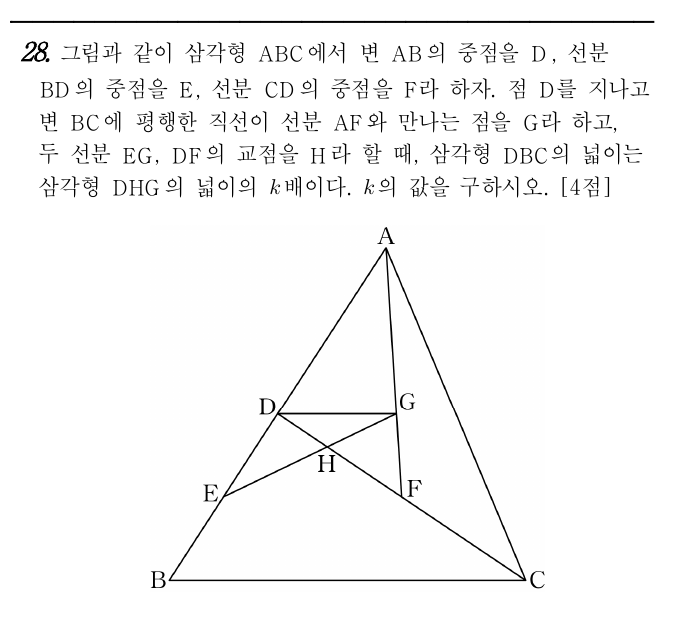 28. 그림과 같이 삼각형 ABC에서 변 AB의 중점을 D, 선분
BD의 중점을 E, 선분 CD의 중점을 F라 하자. 점 D를 지나고
변 BC에 평행한 직선이 선분 AF와 만나는 점을 G라 하고,
두 선분 EG, DF의 교점을 H라 할 때, 삼각형 DBC의 넓이는
삼각형 DHG의 넓이의 k배이다. k의 값을 구하시오. [4점]
A
D
G
H
E
F
B
C